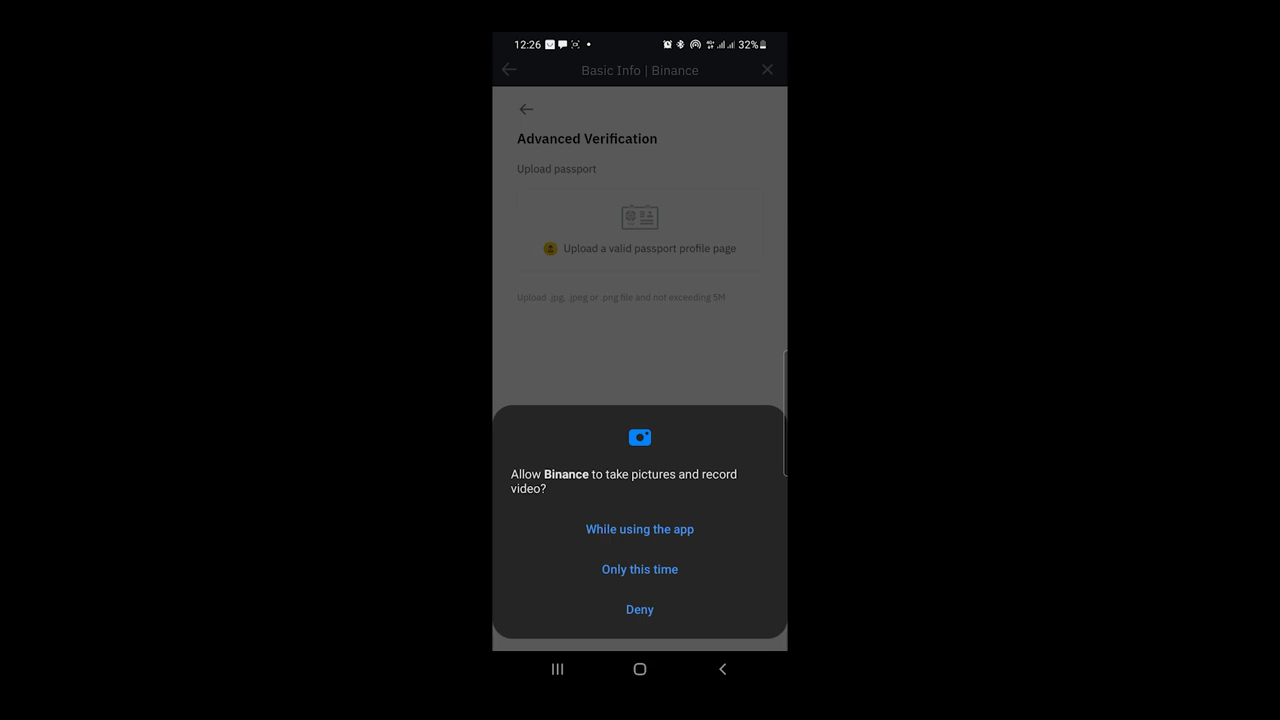 12:26 32%
Basic Info | Binance
Advanced Verification
Upload passport
Upload a valid passport profile page
Upload .jpg, .jpeg or .png file and not exceeding 5M
Allow Binance to take pictures and record
video?
While using the app
Only this time
Deny